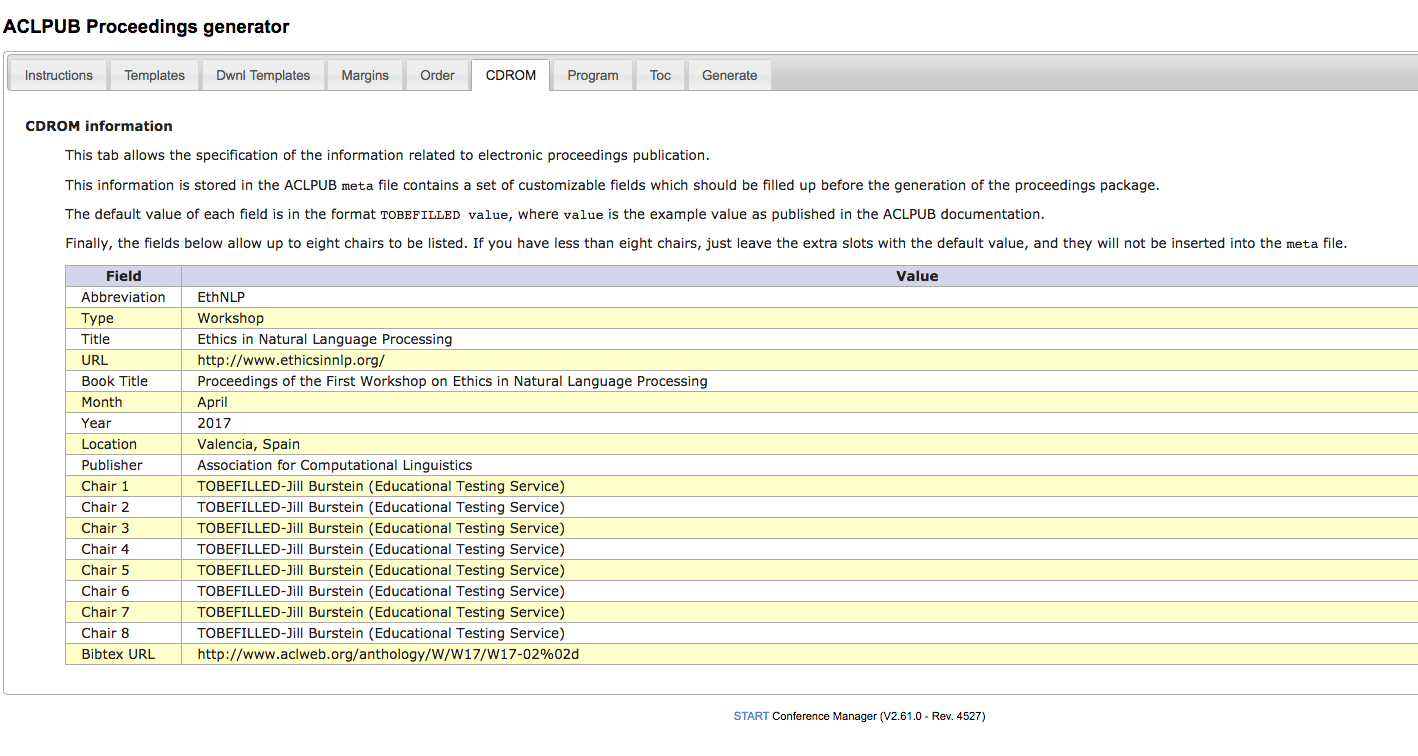 ACLPUB Proceedings generator
Instructions Templates Dwnl Templates Margins Order CDROM Program Toc Generate
CDROM information
This tab allows the specification of the information related to electronic proceedings publication.
This information is stored in the ACLPUB meta file contains a set of customizable fields which should be filled up before the generation of the proceedings package.
The default value of each field is in the format TOBEFILLED value, where value is the example value as published in the ACLPUB documentation.
Finally, the fields below allow up to eight chairs to be listed. If you have less than eight chairs, just leave the extra slots with the default value, and they will not be inserted into the meta file.
Field Value
Abbreviation EthNLP
Type Workshop
Title Ethics in Natural Language Processing
URL http://www.ethicsinnlp.org/
Book Title Proceedings of the First Workshop on Ethics in Natural Language Processing
Month April
Year 2017
Location Valencia, Spain
Publisher Association for Computational Linguistics
Chair 1 TOBEFILLED-Jill Burstein (Educational Testing Service)
Chair 2 TOBEFILLED-Jill Burstein (Educational Testing Service)
Chair 3 TOBEFILLED-Jill Burstein (Educational Testing Service)
Chair 4 TOBEFILLED-Jill Burstein (Educational Testing Service)
Chair 5 TOBEFILLED-Jill Burstein (Educational Testing Service)
Chair 6 TOBEFILLED-Jill Burstein (Educational Testing Service)
Chair 7 TOBEFILLED-Jill Burstein (Educational Testing Service)
Chair 8 TOBEFILLED-Jill Burstein (Educational Testing Service)
Bibtex URL http://www.aclweb.org/anthology/W/W17/W17-02%02d
START Conference Manager (V2.61.0 - Rev. 4527)